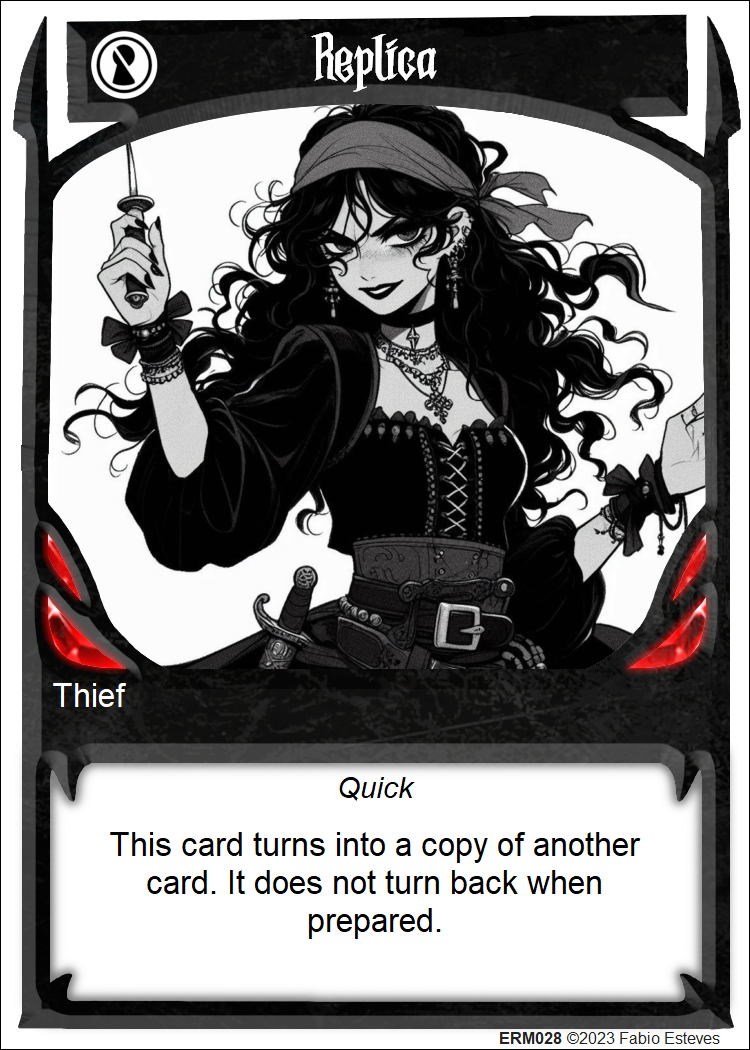 Replica
Thief
Quick
This card turns into a copy of another
card. It does not turn back when
prepared.
ERM028 ©2023 Fabio Esteves